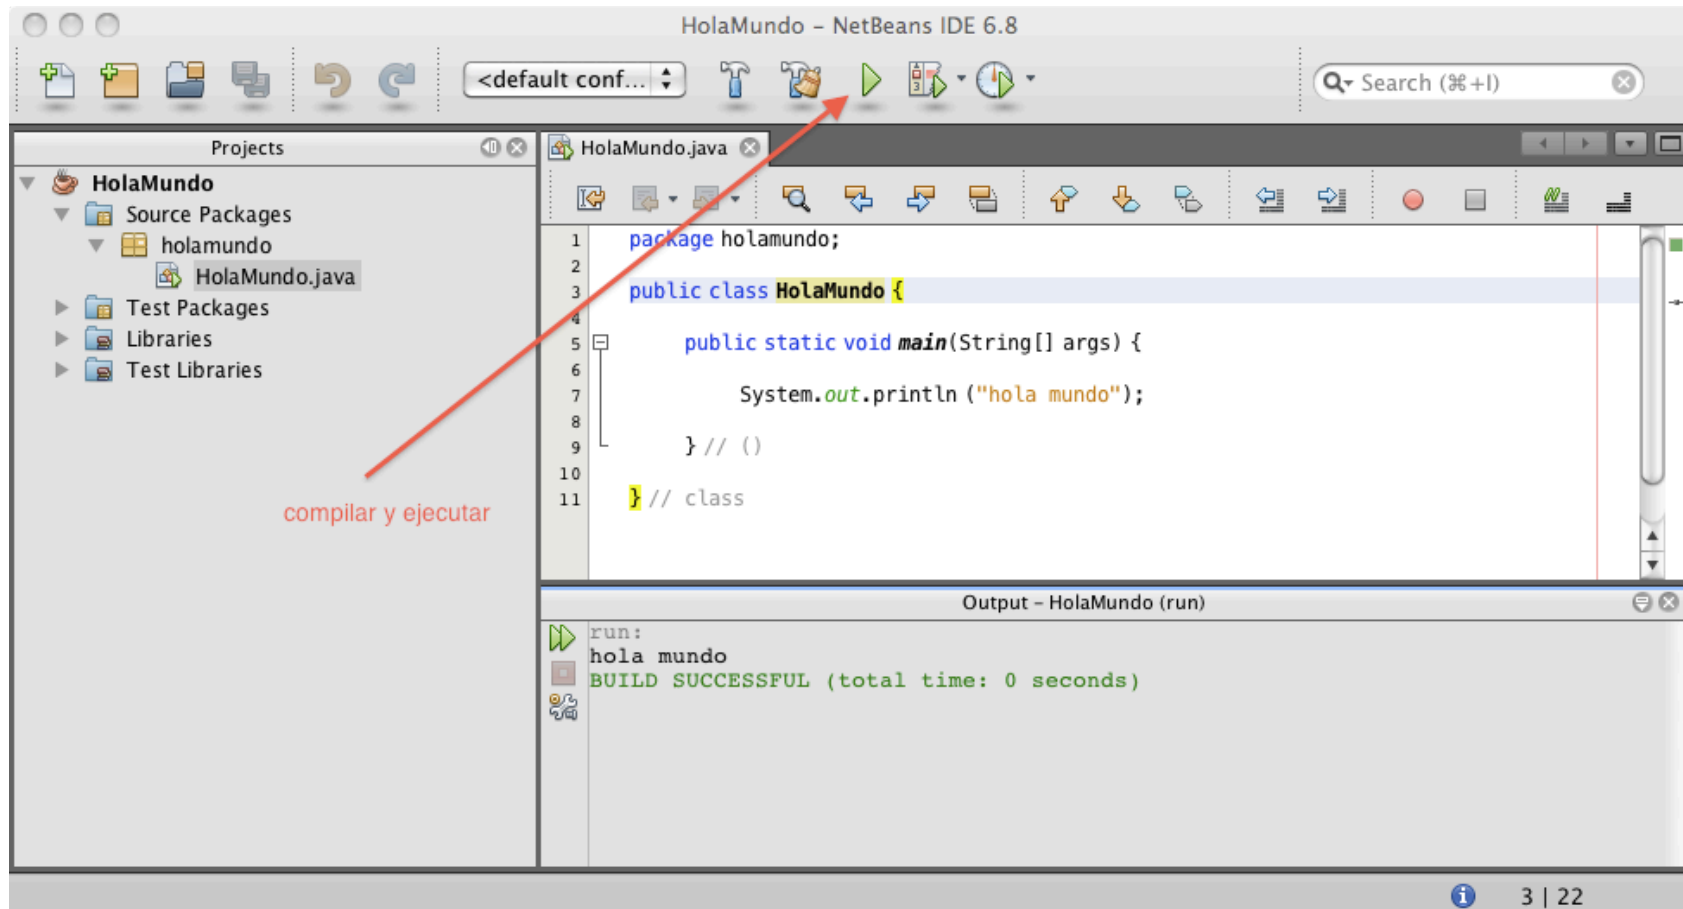 HolaMundo – NetBeans IDE 6.8
<default conf...
Search (⌘+I)
Projects
HolaMundo
Source Packages
holamundo
HolaMundo.java
Test Packages
Libraries
Test Libraries
compilar y ejecutar
HolaMundo.java
1 package holamundo;
2
3 public class HolaMundo {
4
5 public static void main(String[] args) {
6
7 System.out.println ("hola mundo");
8
9 } // ()
10
11 } // class
Output – HolaMundo (run)
run:
hola mundo
BUILD SUCCESSFUL (total time: 0 seconds)
3 | 22